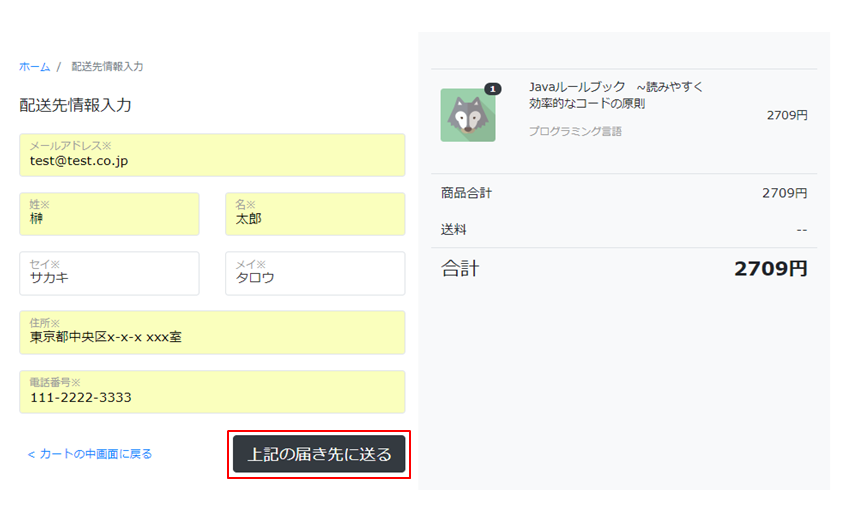 ホーム / 配送先情報入力
配送先情報入力
メールアドレス※
test@test.co.jp
姓※
榊
名※
太郎
セイ※
サカキ
メイ※
タロウ
住所※
東京都中央区x-x-x xxx室
電話番号※
111-2222-3333
< カートの中画面に戻る
上記の届き先に送る
1
Javaルールブック ~読みやすく
効率的なコードの原則
プログラミング言語
2709円
商品合計 2709円
送料 --
合計 2709円